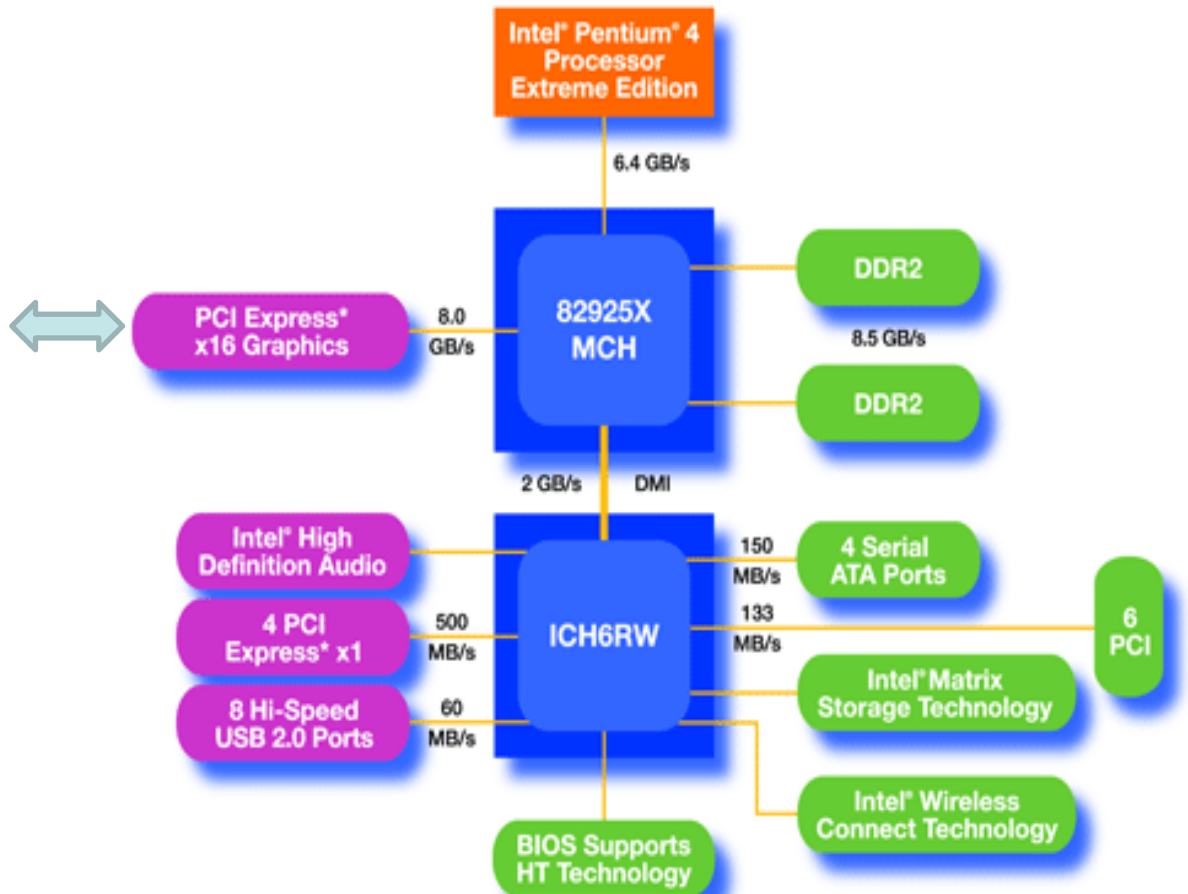 Intel® Pentium® 4
Processor
Extreme Edition
6.4 GB/s
82925X
MCH
DDR2
8.5 GB/s
DDR2
PCI Express*
x16 Graphics
8.0
GB/s
2 GB/s
DMI
Intel® High
Definition Audio
4 PCI
Express* x1
500
MB/s
8 Hi-Speed
USB 2.0 Ports
60
MB/s
ICH6RW
150
MB/s
4 Serial
ATA Ports
133
MB/s
6
PCI
Intel® Matrix
Storage Technology
Intel® Wireless
Connect Technology
BIOS Supports
HT Technology